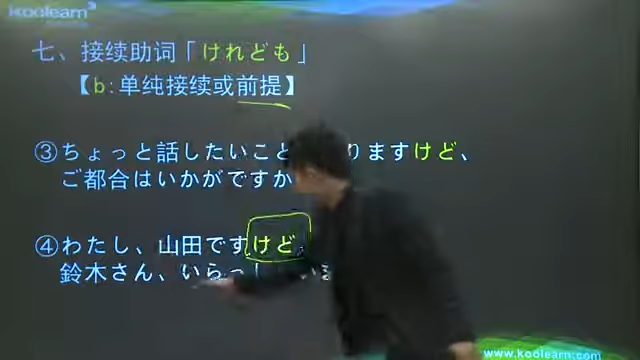 koolearn
七、接续助词「けれども」
【b:单纯接续或前提】
③ちょっと話したいこと りますけど、
ご都合はいかがですか
④わたし、山田ですけど
鈴木さん、いらっし
www.koolearn.com